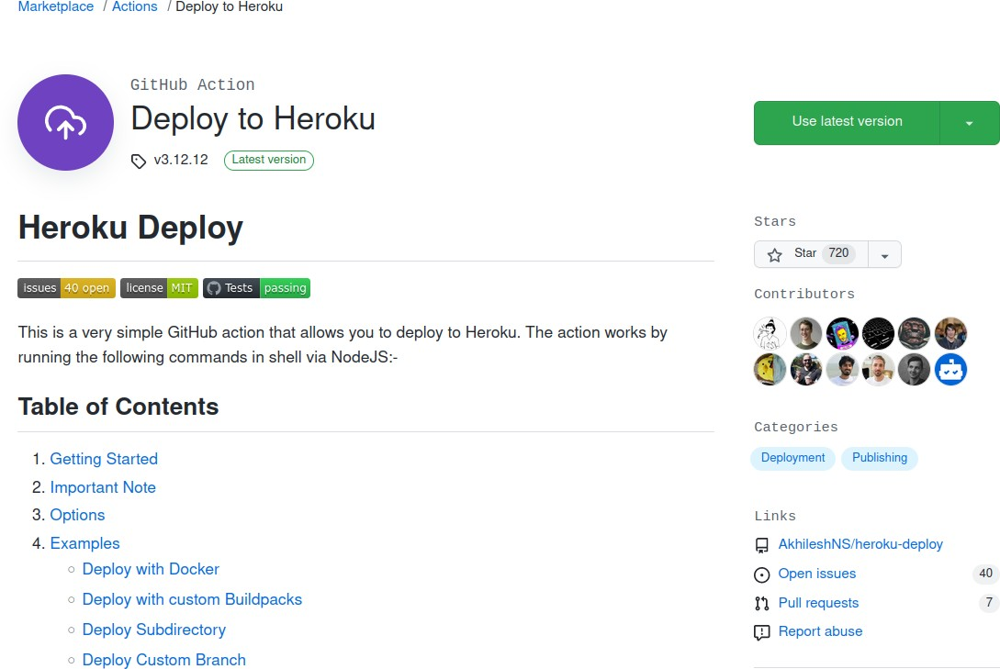 Marketplace / Actions / Deploy to Heroku
GitHub Action
Deploy to Heroku
v3.12.12 Latest version
Use latest version
Heroku Deploy
issues 40 open license MIT Tests passing
This is a very simple GitHub action that allows you to deploy to Heroku. The action works by
running the following commands in shell via NodeJS:-
Table of Contents
1. Getting Started
2. Important Note
3. Options
4. Examples
Deploy with Docker
Deploy with custom Buildpacks
Deploy Subdirectory
Deploy Custom Branch
Stars
Star 720
Contributors
Categories
Deployment Publishing
Links
AkhileshNS/heroku-deploy
Open issues 40
Pull requests 7
Report abuse